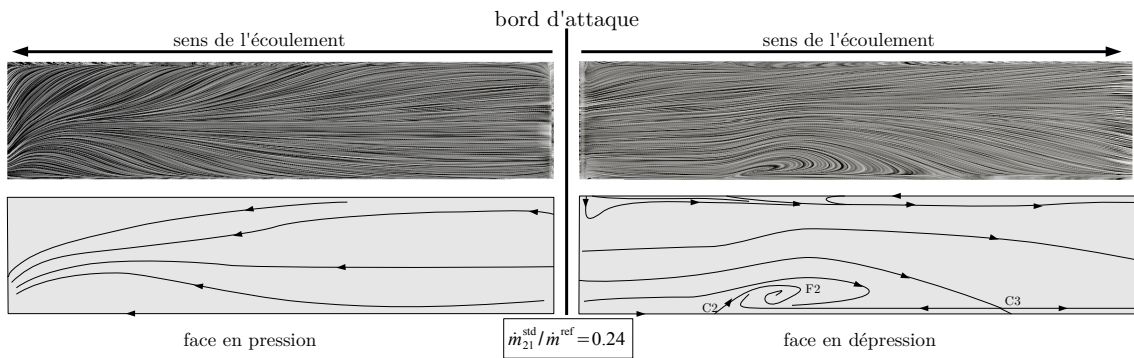 bord d'attaque
sens de l'écoulement
sens de l'écoulement
F2
C2
C3
face en pression
ṁ₂₁ˢᵗᵈ/ṁʳᵉᶠ=0.24
face en dépression